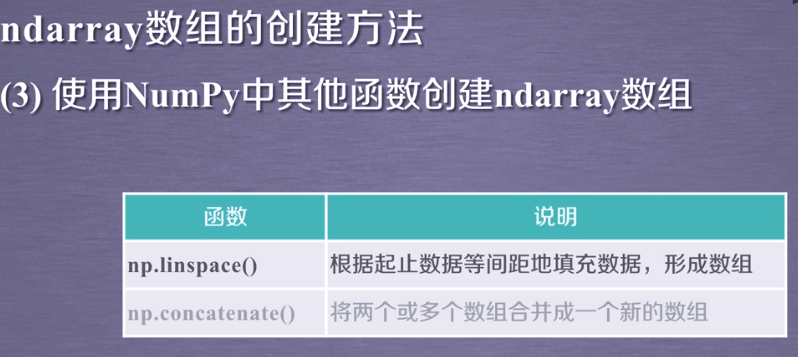 ndarray数组的创建方法
(3) 使用NumPy中其他函数创建ndarray数组
函数 说明
np.linspace() 根据起止数据等间距地填充数据，形成数组
np.concatenate() 将两个或多个数组合并成一个新的数组